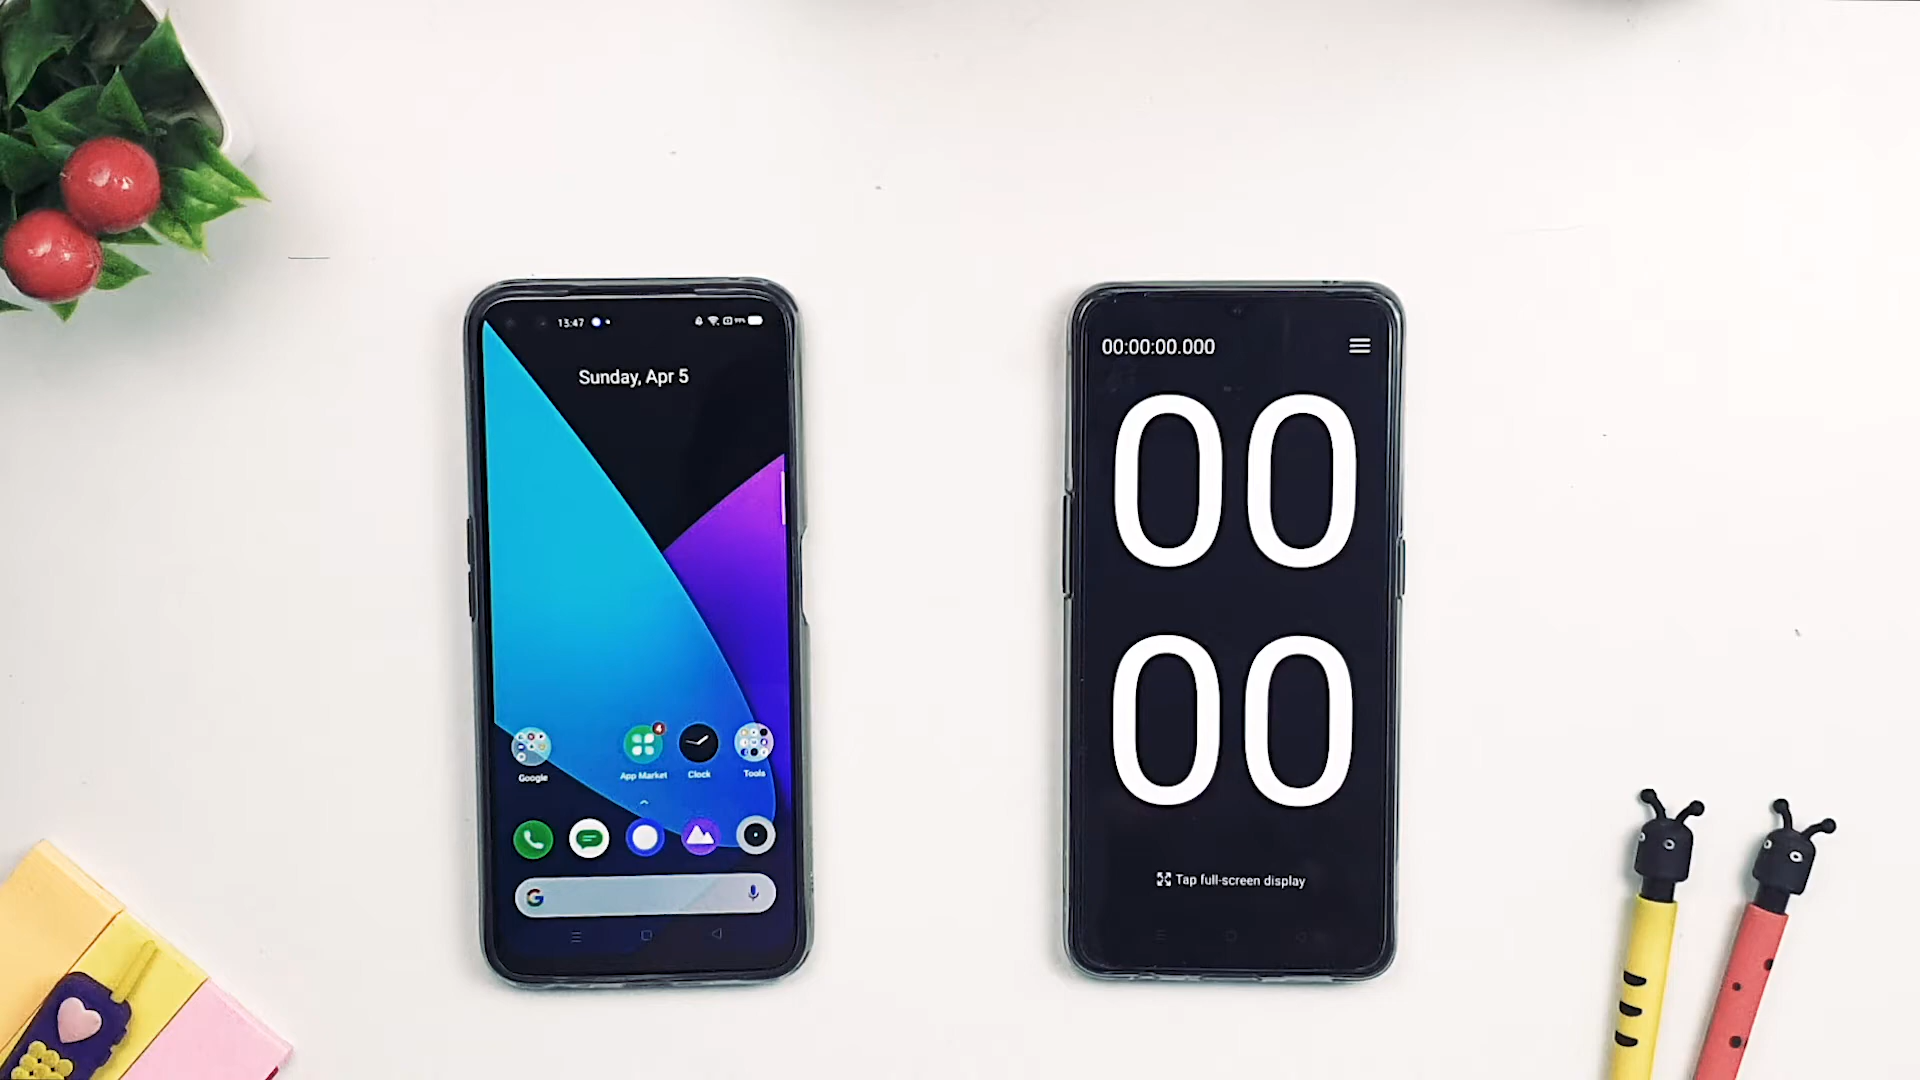 13:47
Sunday, Apr 5
4
Google
App Market
Clock
Tools
G
00:00:00.000
00
00
Tap full-screen display